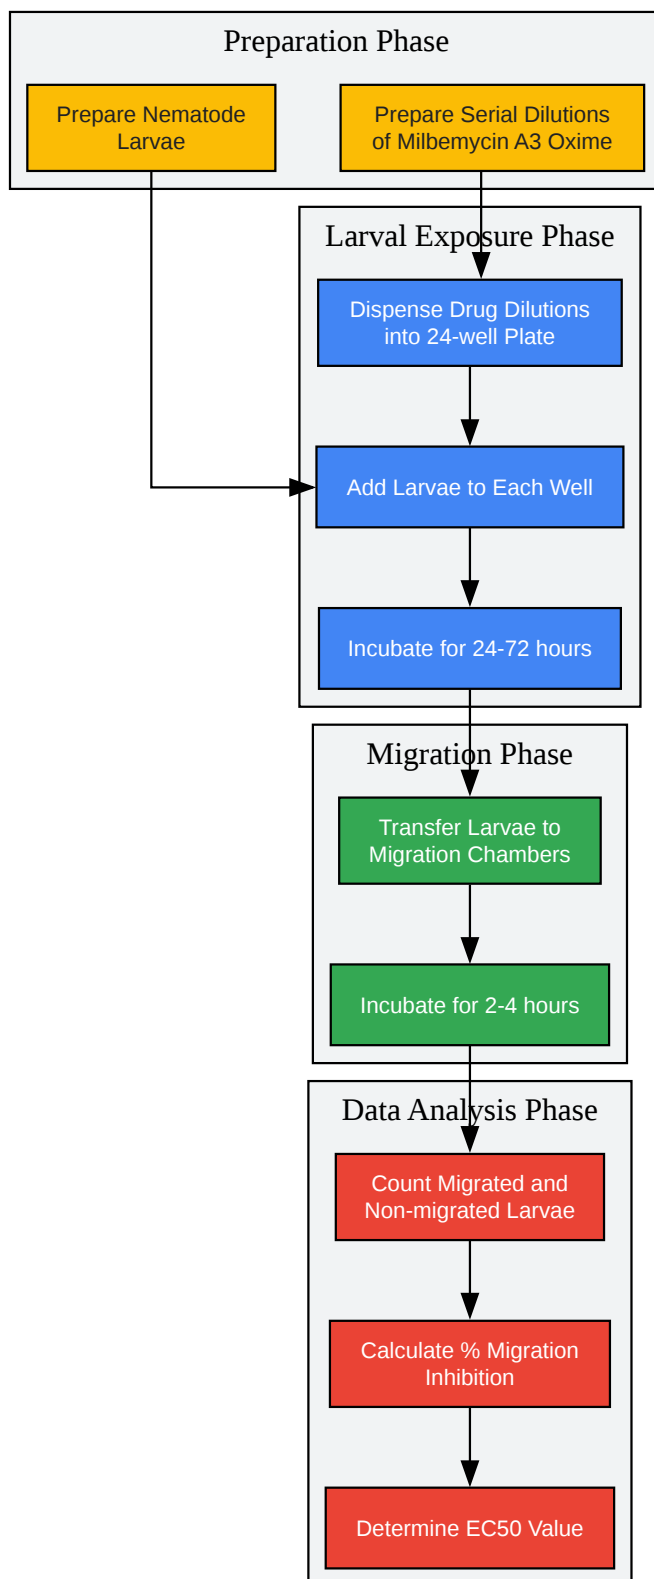 Preparation Phase
Prepare Nematode
Larvae
Prepare Serial Dilutions
of Milbemycin A3 Oxime
Larval Exposure Phase
Dispense Drug Dilutions
into 24-well Plate
Add Larvae to Each Well
Incubate for 24-72 hours
Migration Phase
Transfer Larvae to
Migration Chambers
Incubate for 2-4 hours
Data Analysis Phase
Count Migrated and
Non-migrated Larvae
Calculate % Migration
Inhibition
Determine EC50 Value